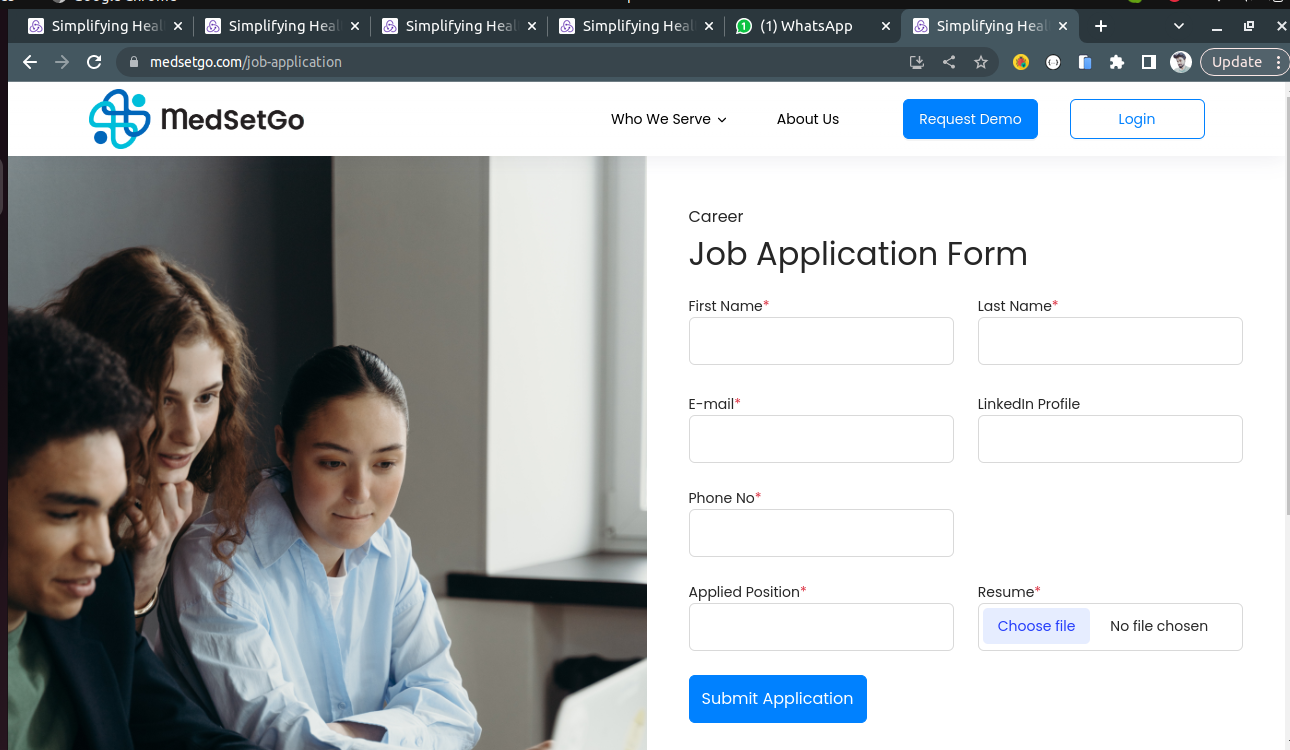 Simplifying Heal
Simplifying Heal
Simplifying Heal
Simplifying Heal
1 (1) WhatsApp
Simplifying Heal
medsetgo.com/job-application
Update
MedSetGo
Who We Serve
About Us
Request Demo
Login
Career
Job Application Form
First Name*
Last Name*
E-mail*
LinkedIn Profile
Phone No*
Applied Position*
Resume*
Choose file
No file chosen
Submit Application